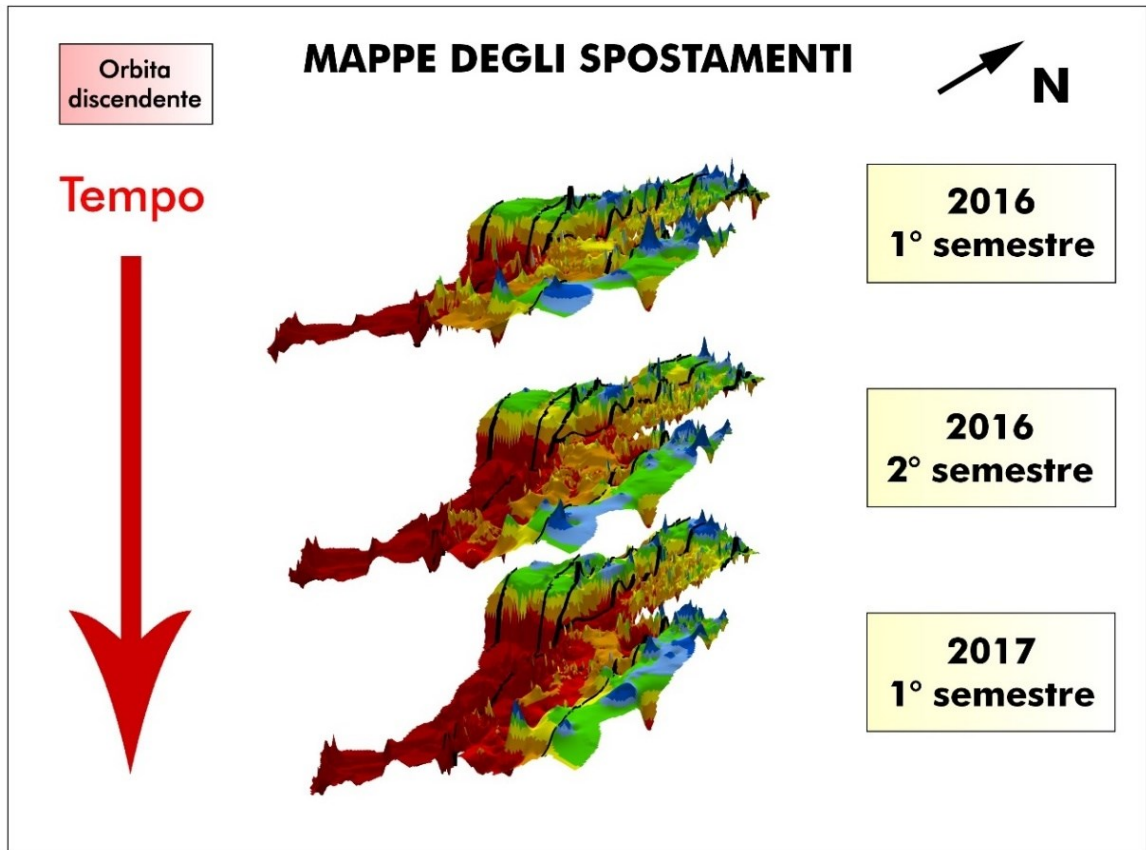 Orbita
discendente
MAPPE DEGLI SPOSTAMENTI
N
Tempo
2016
1° semestre
2016
2° semestre
2017
1° semestre